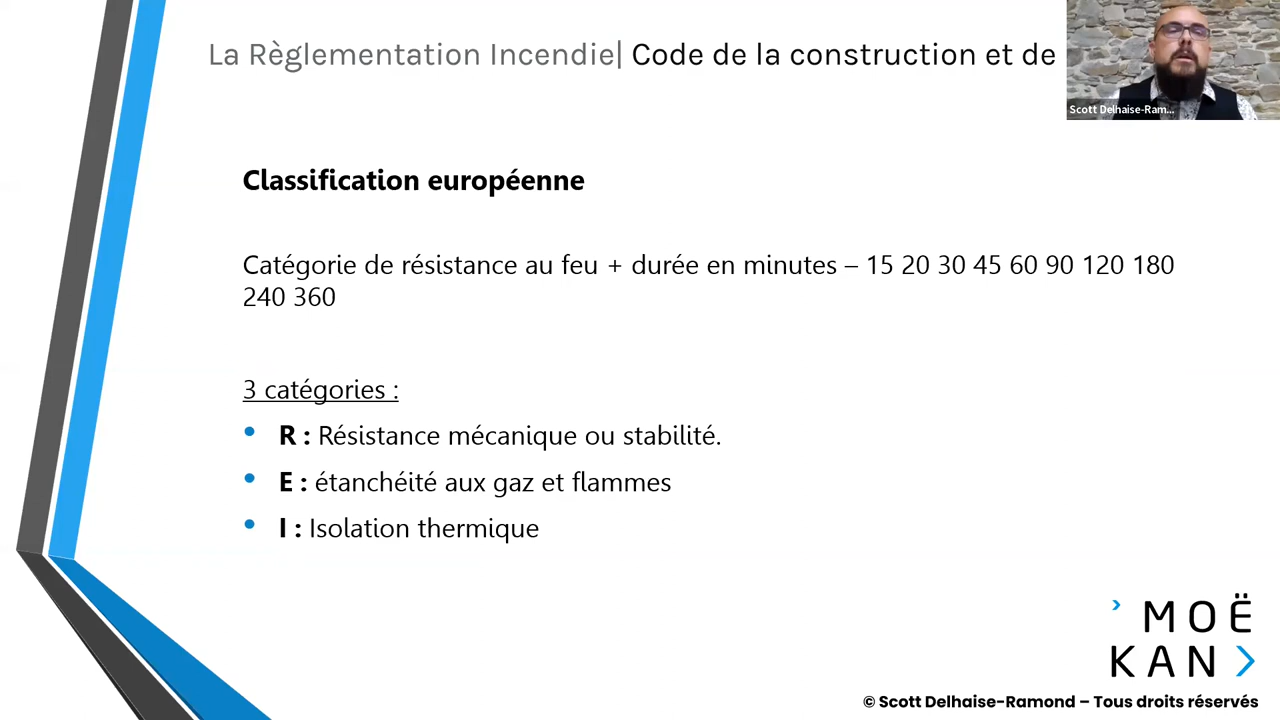 La Règlementation Incendie| Code de la construction et de
Scott Delhaise-Ram...
Classification européenne
Catégorie de résistance au feu + durée en minutes – 15 20 30 45 60 90 120 180
240 360
3 catégories :
• R : Résistance mécanique ou stabilité.
• E : étanchéité aux gaz et flammes
• I : Isolation thermique
MOË
KAN
© Scott Delhaise-Ramond – Tous droits réservés